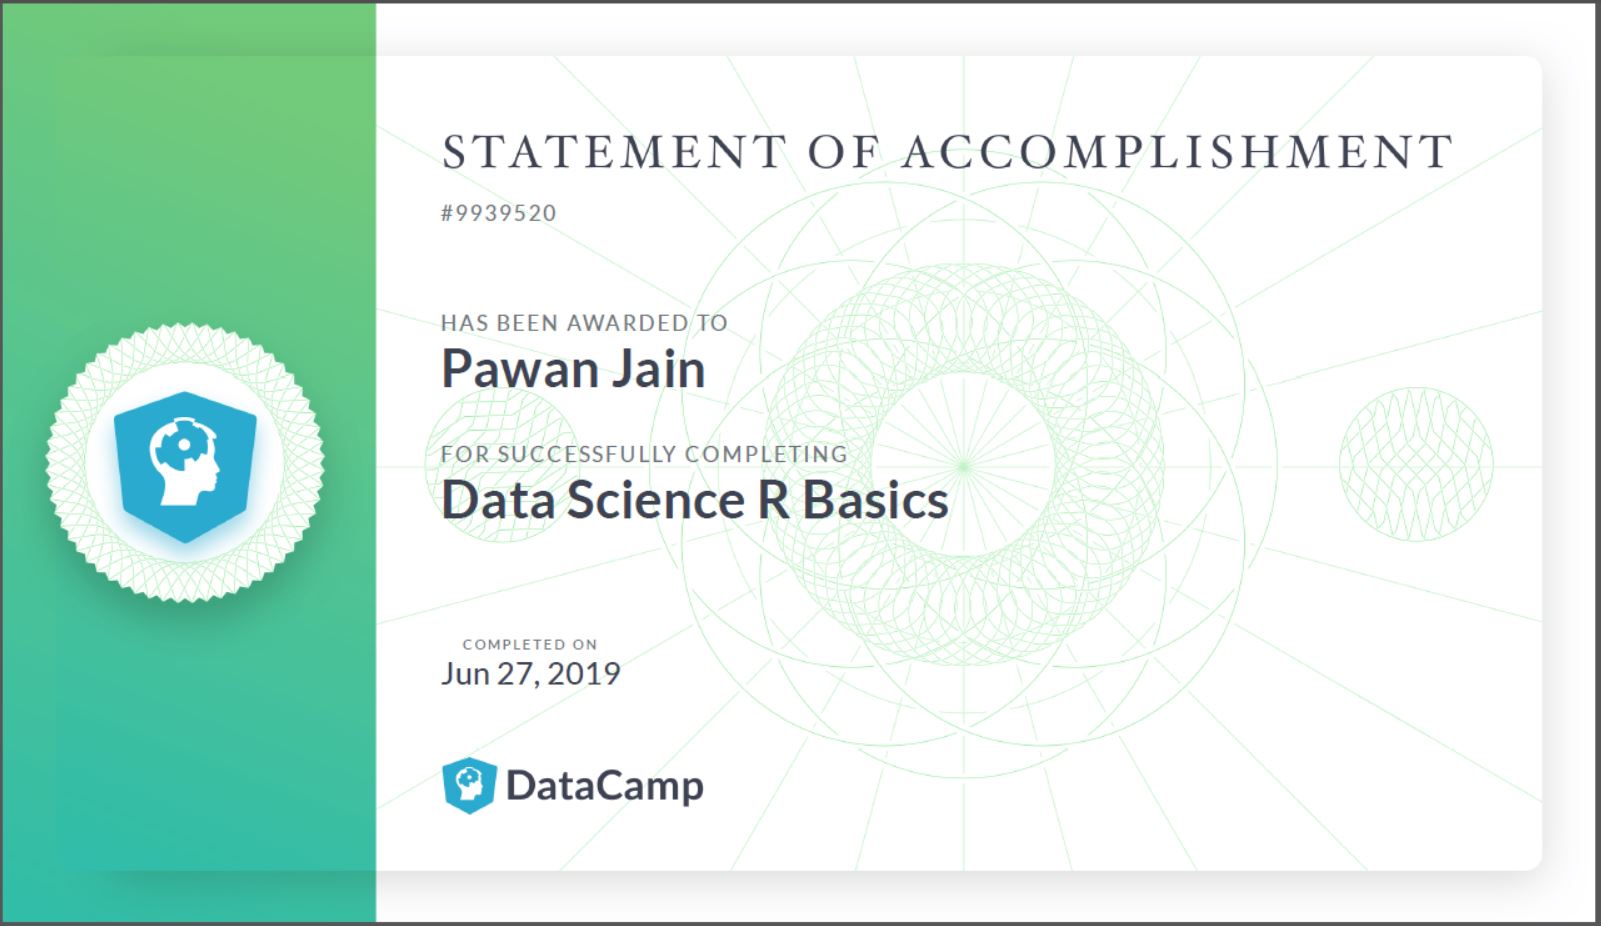 STATEMENT OF ACCOMPLISHMENT
#9939520
HAS BEEN AWARDED TO
Pawan Jain
FOR SUCCESSFULLY COMPLETING
Data Science R Basics
COMPLETED ON
Jun 27, 2019
DataCamp